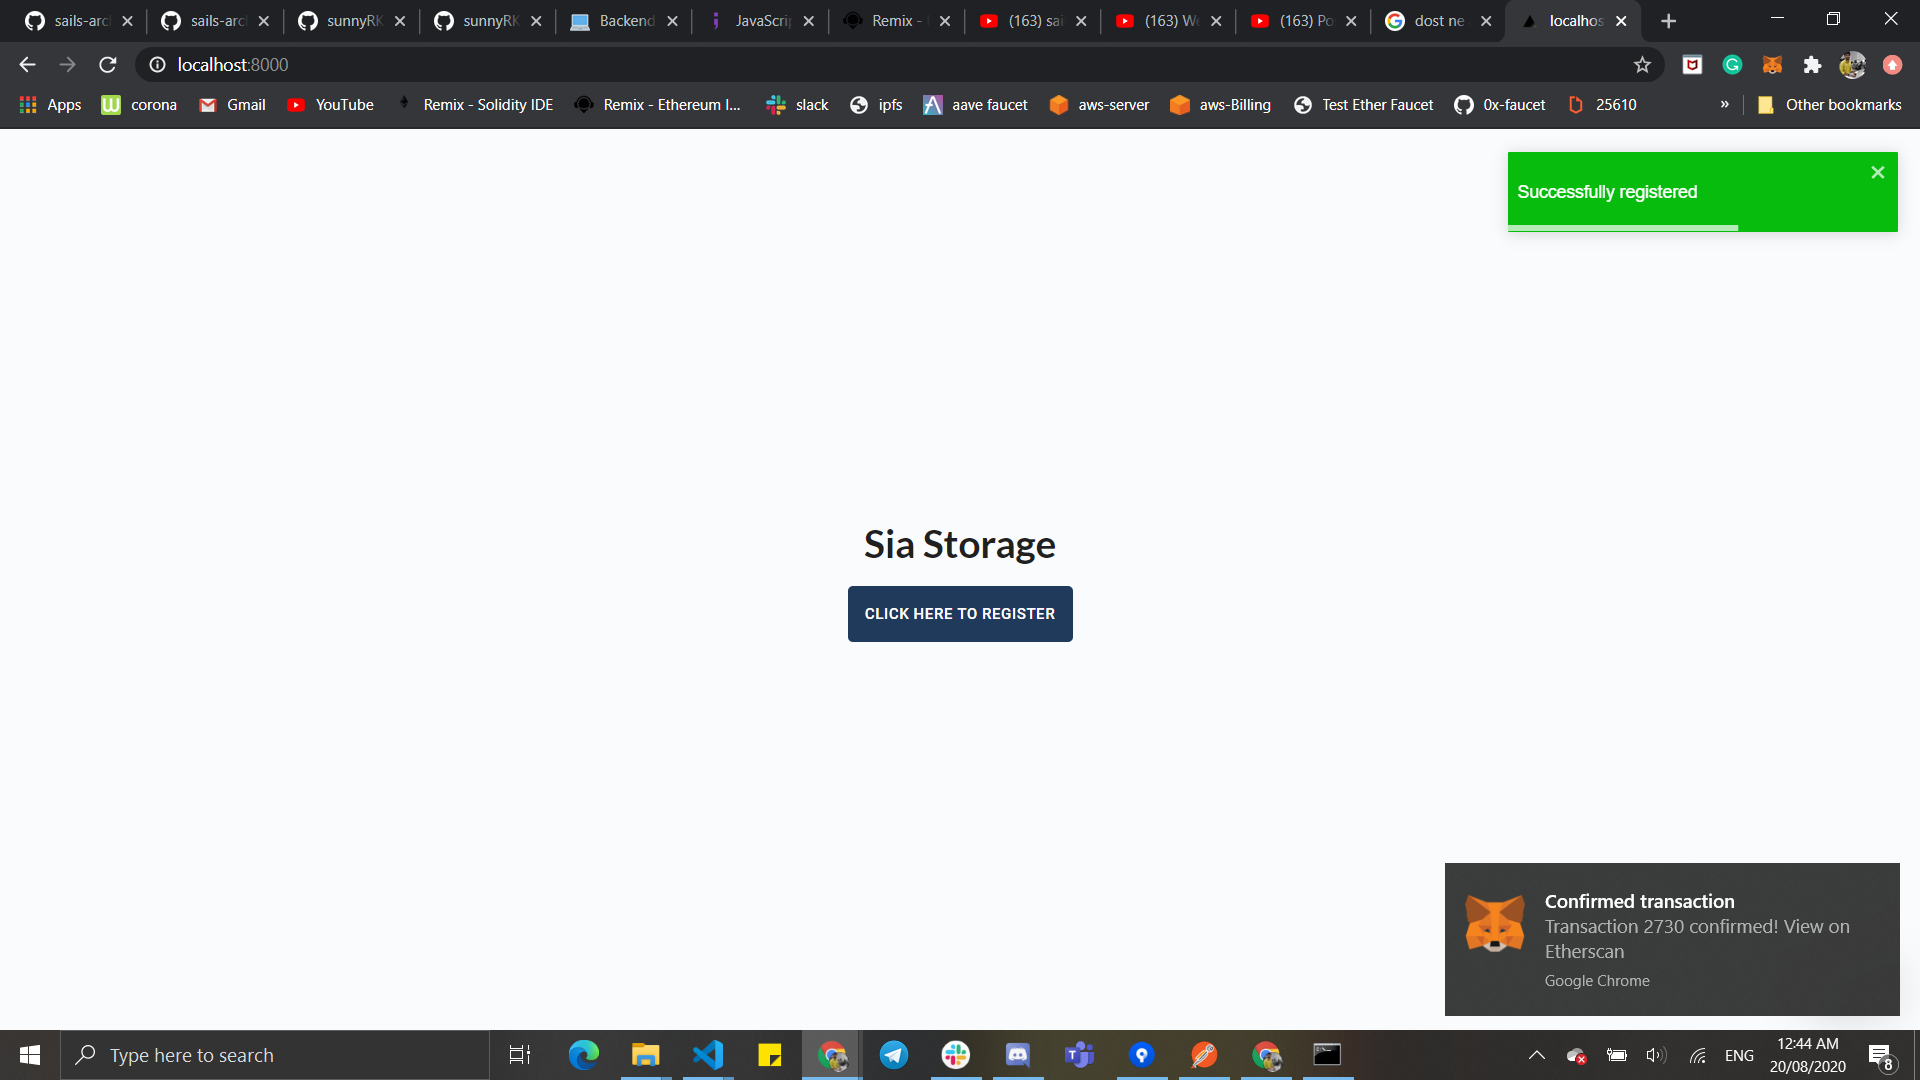 sails-arc
sails-arc
sunnyRK
sunnyRK
Backend
JavaScrip
Remix -
(163) sai
(163) We
(163) Po
dost ne
localhos
localhost:8000
Apps
corona
Gmail
YouTube
Remix - Solidity IDE
Remix - Ethereum I...
slack
ipfs
aave faucet
aws-server
aws-Billing
Test Ether Faucet
0x-faucet
25610
»
Other bookmarks
Successfully registered
Sia Storage
CLICK HERE TO REGISTER
Confirmed transaction
Transaction 2730 confirmed! View on
Etherscan
Google Chrome
Type here to search
ENG
12:44 AM
20/08/2020
8